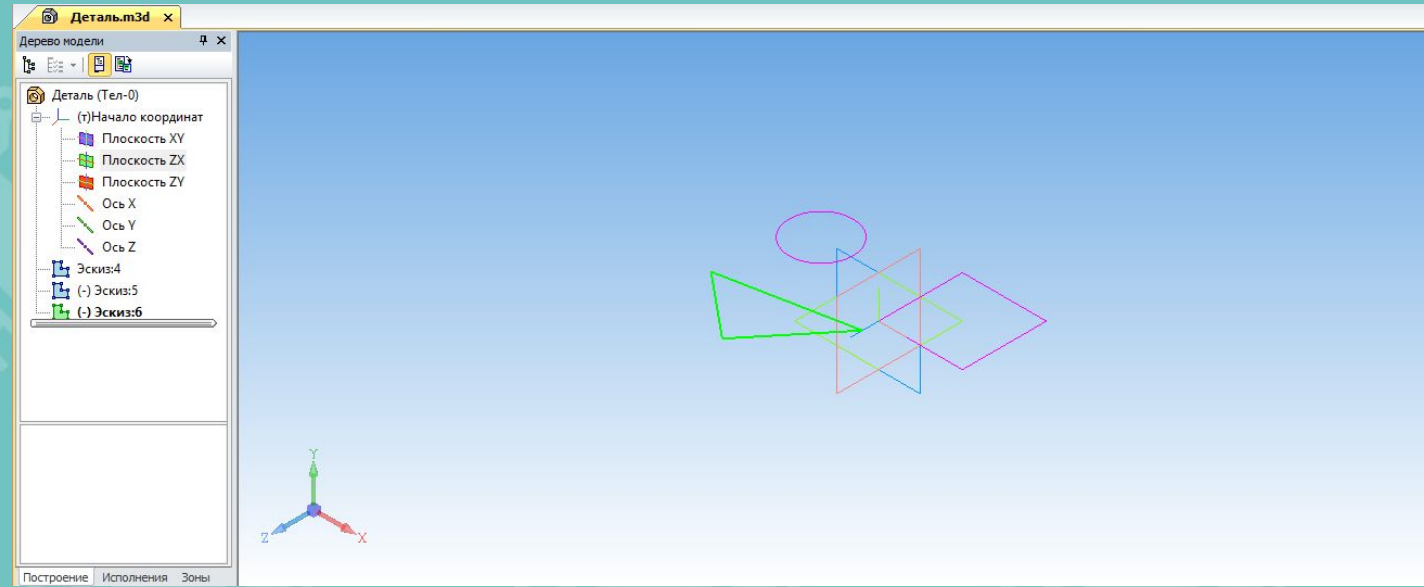 Деталь.m3d
Дерево модели
Деталь (Тел-0)
(т)Начало координат
Плоскость XY
Плоскость ZX
Плоскость ZY
Ось X
Ось Y
Ось Z
Эскиз:4
(-) Эскиз:5
(-) Эскиз:6
Y
Z
X
Построение Исполнения Зоны